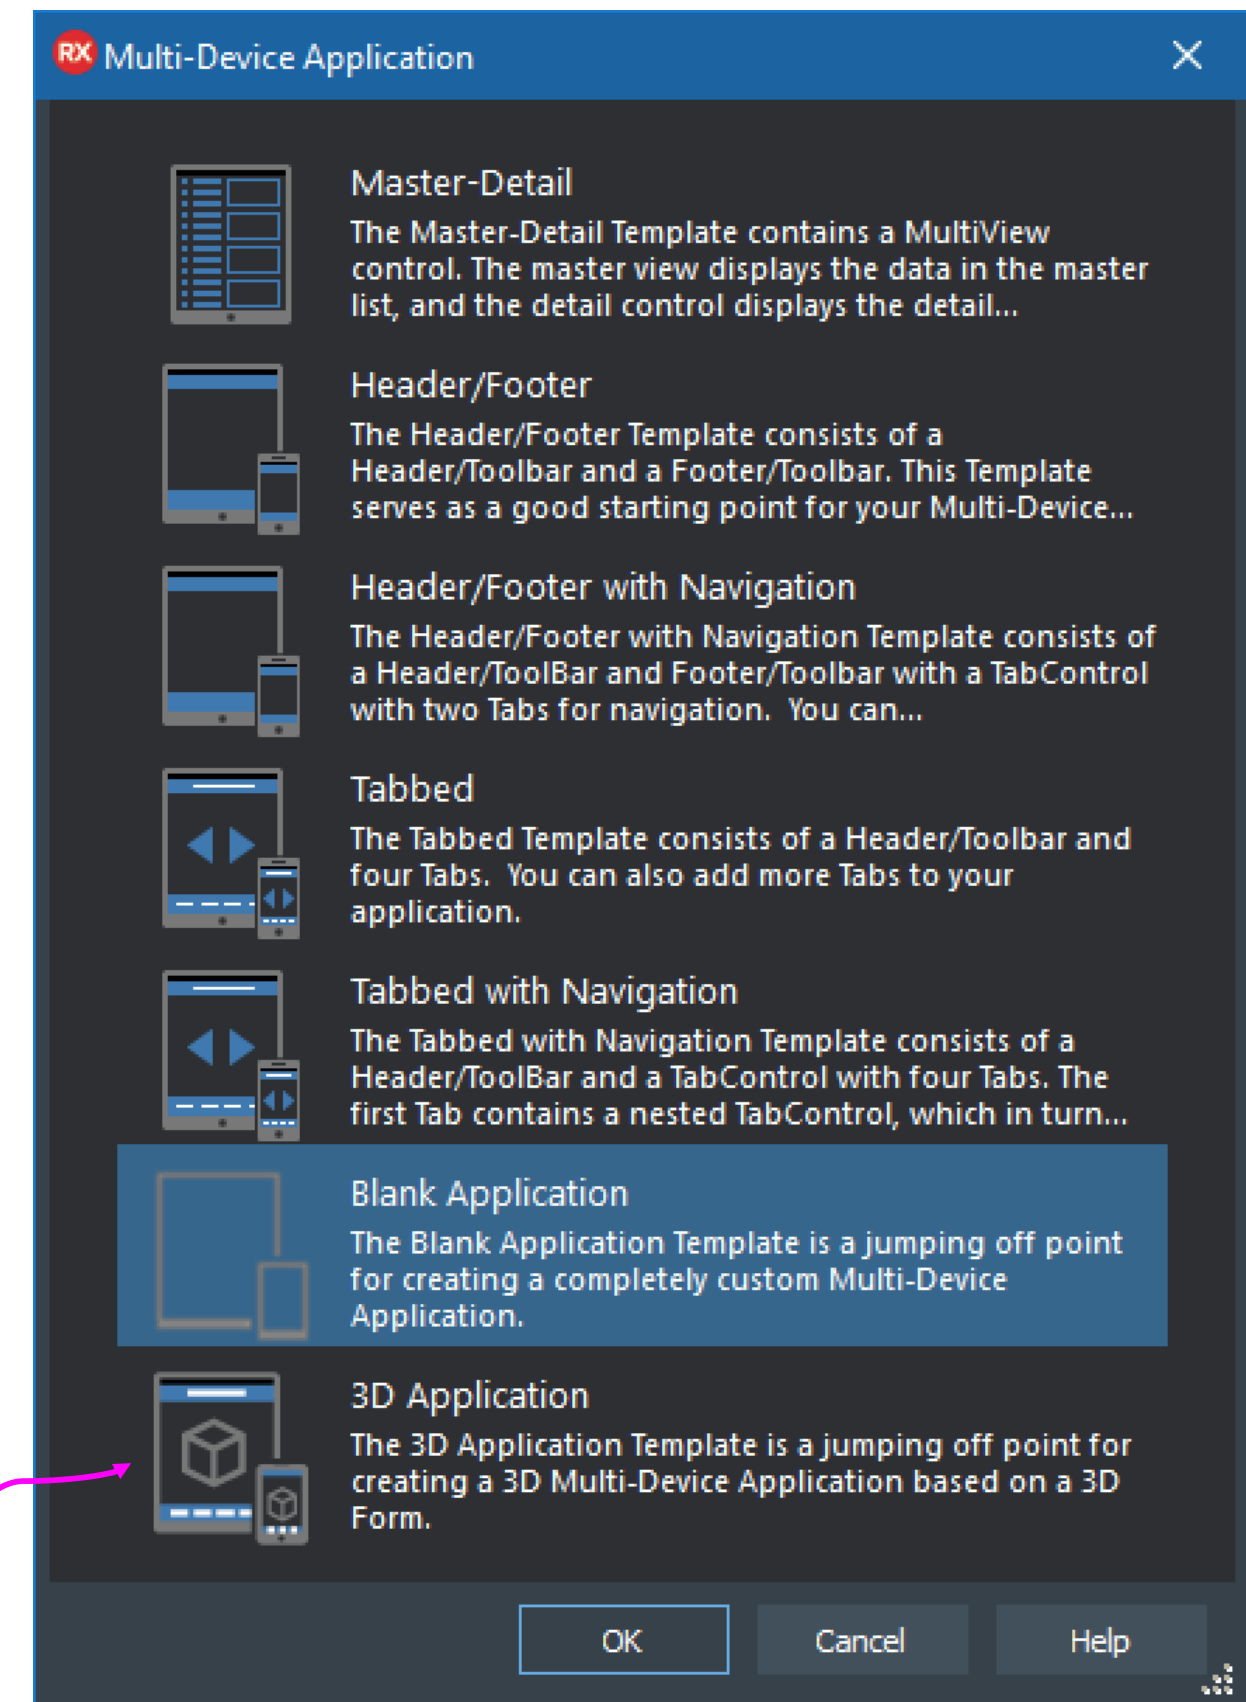 RX Multi-Device Application
Master-Detail
The Master-Detail Template contains a MultiView
control. The master view displays the data in the master
list, and the detail control displays the detail...
Header/Footer
The Header/Footer Template consists of a
Header/Toolbar and a Footer/Toolbar. This Template
serves as a good starting point for your Multi-Device...
Header/Footer with Navigation
The Header/Footer with Navigation Template consists of
a Header/ToolBar and Footer/Toolbar with a TabControl
with two Tabs for navigation.  You can...
Tabbed
The Tabbed Template consists of a Header/Toolbar and
four Tabs.  You can also add more Tabs to your
application.
Tabbed with Navigation
The Tabbed with Navigation Template consists of a
Header/ToolBar and a TabControl with four Tabs. The
first Tab contains a nested TabControl, which in turn...
Blank Application
The Blank Application Template is a jumping off point
for creating a completely custom Multi-Device
Application.
3D Application
The 3D Application Template is a jumping off point for
creating a 3D Multi-Device Application based on a 3D
Form.
OK Cancel Help